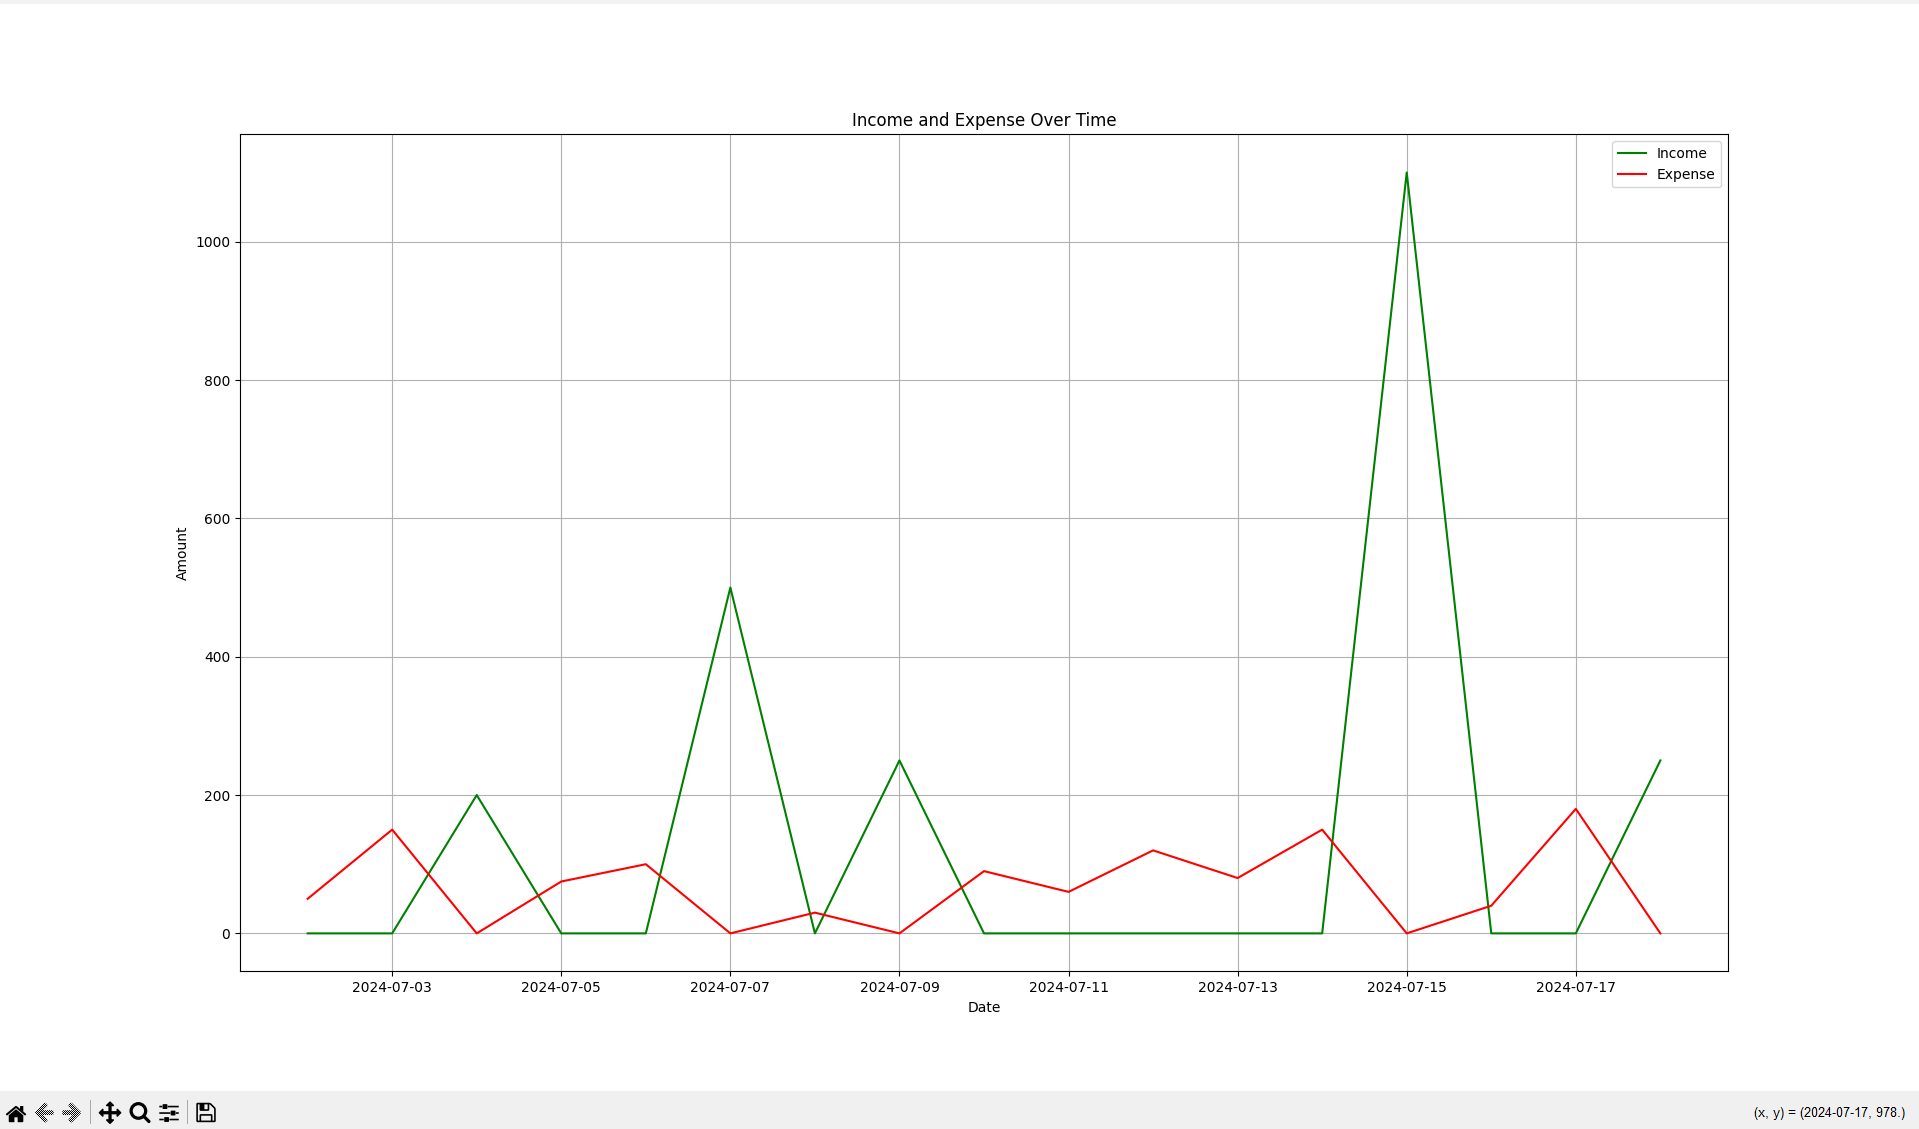 Income and Expense Over Time
Income
Expense
1000
800
600
400
200
0
Amount
2024-07-03 2024-07-05 2024-07-07 2024-07-09 2024-07-11 2024-07-13 2024-07-15 2024-07-17
Date
(x, y) = (2024-07-17, 978.)